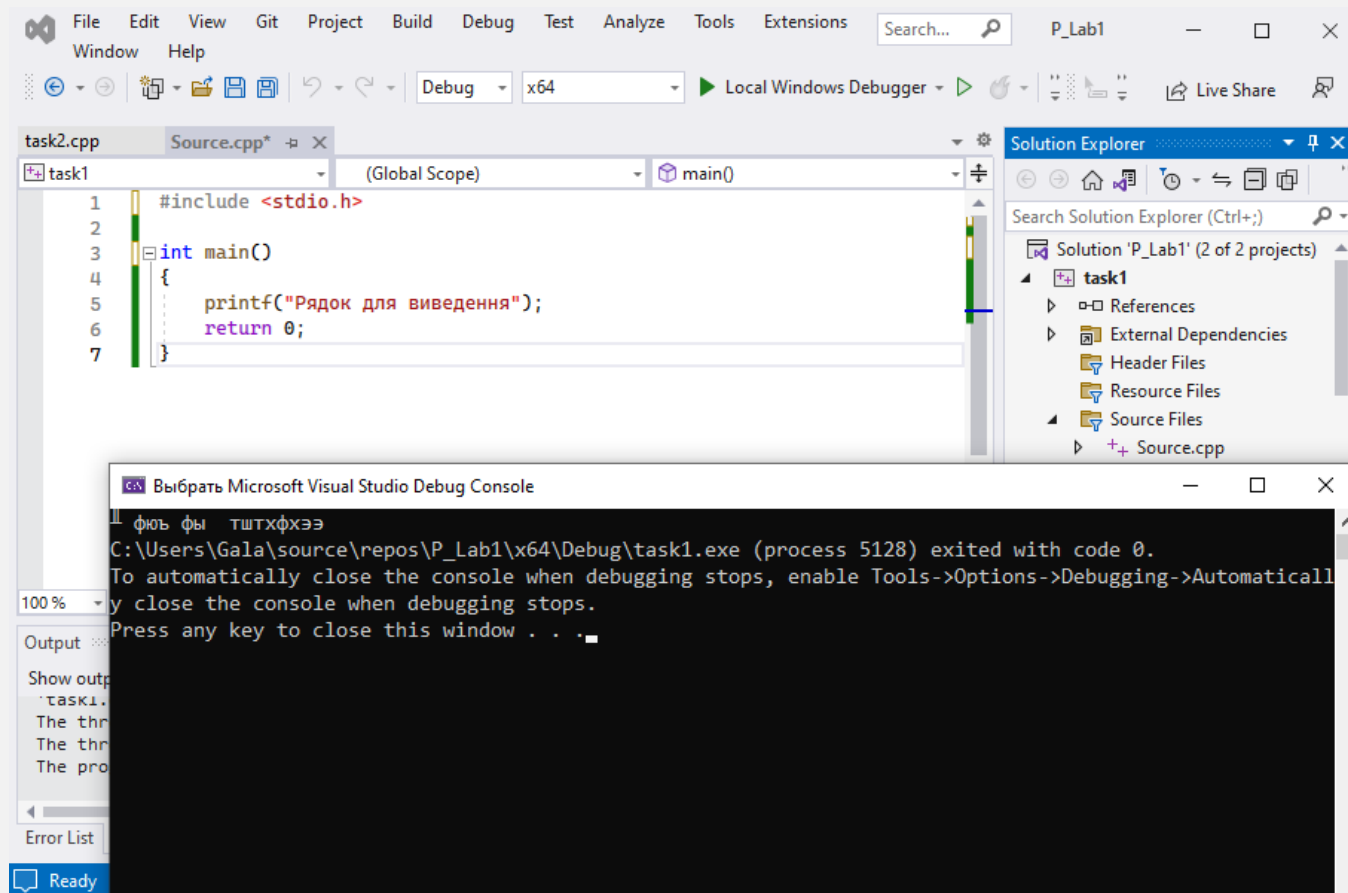 File Edit View Git Project Build Debug Test Analyze Tools Extensions Search... P_Lab1
Window Help
Debug x64 Local Windows Debugger Live Share
task2.cpp Source.cpp*
task1 (Global Scope) main()
1 #include <stdio.h>
2
3 int main()
4 {
5 printf("Рядок для виведення");
6 return 0;
7 }
Solution Explorer
Search Solution Explorer (Ctrl+;)
Solution 'P_Lab1' (2 of 2 projects)
task1
References
External Dependencies
Header Files
Resource Files
Source Files
Source.cpp
Выбрать Microsoft Visual Studio Debug Console
╨ фюъ фы тштхфхээ
C:\Users\Gala\source\repos\P_Lab1\x64\Debug\task1.exe (process 5128) exited with code 0.
To automatically close the console when debugging stops, enable Tools->Options->Debugging->Automaticall
y close the console when debugging stops.
Press any key to close this window . . .
100 %
Output
Show outp
'task1.
The thr
The thr
The pro
Error List
Ready